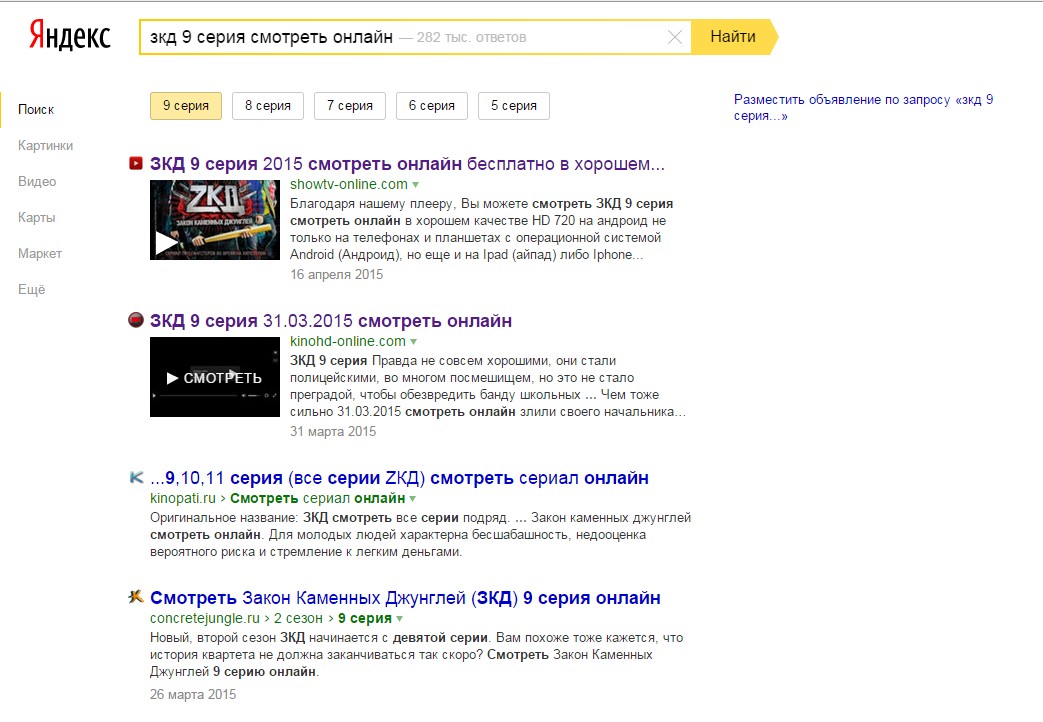 Яндекс
зкд 9 серия смотреть онлайн — 282 тыс. ответов
Найти
Поиск
Картинки
Видео
Карты
Маркет
Ещё
9 серия
8 серия
7 серия
6 серия
5 серия
Разместить объявление по запросу «зкд 9
серия...»
ЗКД 9 серия 2015 смотреть онлайн бесплатно в хорошем...
ZКД
ЗАКОН КАМЕННЫХ ДЖУНГЛЕЙ
showtv-online.com
Благодаря нашему плееру, Вы можете смотреть ЗКД 9 серия
смотреть онлайн в хорошем качестве HD 720 на андроид не
только на телефонах и планшетах с операционной системой
Android (Андроид), но еще и на Ipad (айпад) либо Iphone...
16 апреля 2015
ЗКД 9 серия 31.03.2015 смотреть онлайн
СМОТРЕТЬ
kinohd-online.com
ЗКД 9 серия Правда не совсем хорошими, они стали
полицейскими, во многом посмешищем, но это не стало
преградой, чтобы обезвредить банду школьных ... Чем тоже
сильно 31.03.2015 смотреть онлайн злили своего начальника...
31 марта 2015
...9,10,11 серия (все серии ZКД) смотреть сериал онлайн
kinopati.ru › Смотреть сериал онлайн
Оригинальное название: ЗКД смотреть все серии подряд. ... Закон каменных джунглей
смотреть онлайн. Для молодых людей характерна бесшабашность, недооценка
вероятного риска и стремление к легким деньгами.
Смотреть Закон Каменных Джунглей (ЗКД) 9 серия онлайн
concretejungle.ru › 2 сезон › 9 серия
Новый, второй сезон ЗКД начинается с девятой серии. Вам похоже тоже кажется, что
история квартета не должна заканчиваться так скоро? Смотреть Закон Каменных
Джунглей 9 серию онлайн.
26 марта 2015